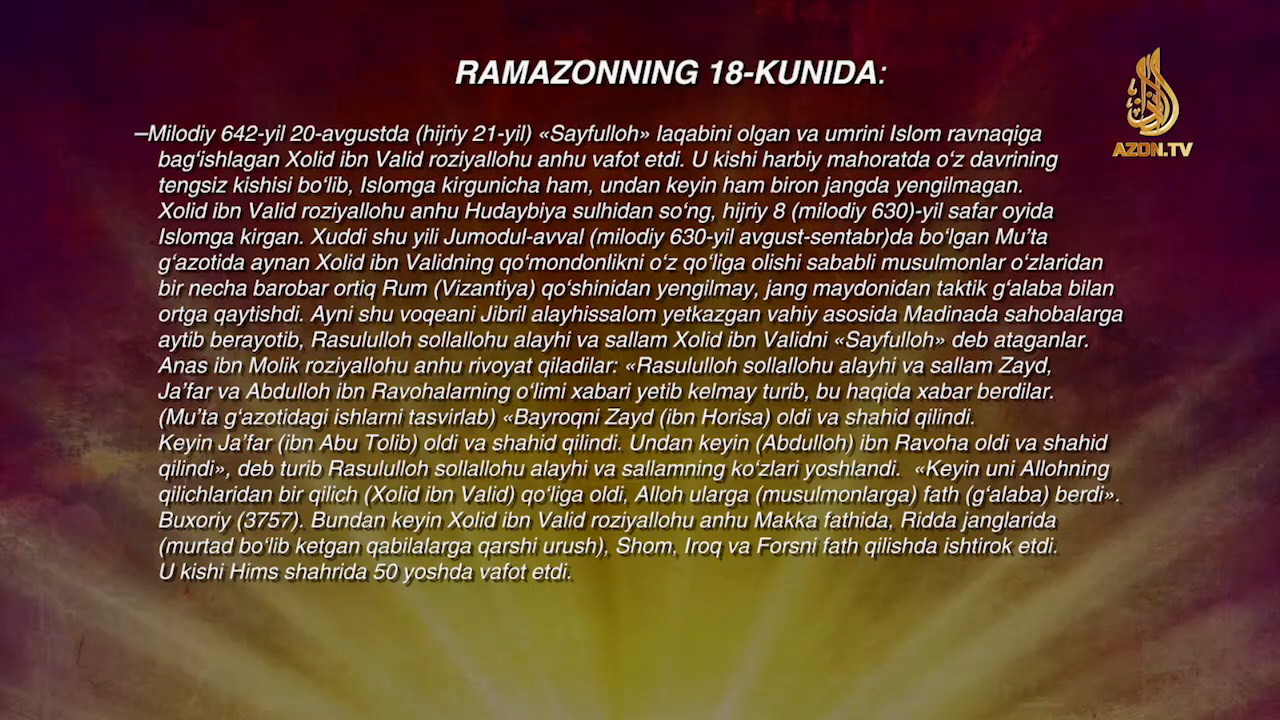 RAMAZONNING 18-KUNIDA:
AZON.TV
–Milodiy 642-yil 20-avgustda (hijriy 21-yil) «Sayfulloh» laqabini olgan va umrini Islom ravnaqiga
bag‘ishlagan Xolid ibn Valid roziyallohu anhu vafot etdi. U kishi harbiy mahoratda o‘z davrining
tengsiz kishisi bo‘lib, Islomga kirgunicha ham, undan keyin ham biron jangda yengilmagan.
Xolid ibn Valid roziyallohu anhu Hudaybiya sulhidan so‘ng, hijriy 8 (milodiy 630)-yil safar oyida
Islomga kirgan. Xuddi shu yili Jumodul-avval (milodiy 630-yil avgust-sentabr)da bo‘lgan Mu’ta
g‘azotida aynan Xolid ibn Validning qo‘mondonlikni o‘z qo‘liga olishi sababli musulmonlar o‘zlaridan
bir necha barobar ortiq Rum (Vizantiya) qo‘shinidan yengilmay, jang maydonidan taktik g‘alaba bilan
ortga qaytishdi. Ayni shu voqeani Jibril alayhissalom yetkazgan vahiy asosida Madinada sahobalarga
aytib berayotib, Rasululloh sollallohu alayhi va sallam Xolid ibn Validni «Sayfulloh» deb ataganlar.
Anas ibn Molik roziyallohu anhu rivoyat qiladilar: «Rasululloh sollallohu alayhi va sallam Zayd,
Ja’far va Abdulloh ibn Ravohalarning o‘limi xabari yetib kelmay turib, bu haqida xabar berdilar.
(Mu’ta g‘azotidagi ishlarni tasvirlab) «Bayroqni Zayd (ibn Horisa) oldi va shahid qilindi.
Keyin Ja’far (ibn Abu Tolib) oldi va shahid qilindi. Undan keyin (Abdulloh) ibn Ravoha oldi va shahid
qilindi», deb turib Rasululloh sollallohu alayhi va sallamning ko‘zlari yoshlandi. «Keyin uni Allohning
qilichlaridan bir qilich (Xolid ibn Valid) qo‘liga oldi, Alloh ularga (musulmonlarga) fath (g‘alaba) berdi».
Buxoriy (3757). Bundan keyin Xolid ibn Valid roziyallohu anhu Makka fathida, Ridda janglarida
(murtad bo‘lib ketgan qabilalarga qarshi urush), Shom, Iroq va Forsni fath qilishda ishtirok etdi.
U kishi Hims shahrida 50 yoshda vafot etdi.